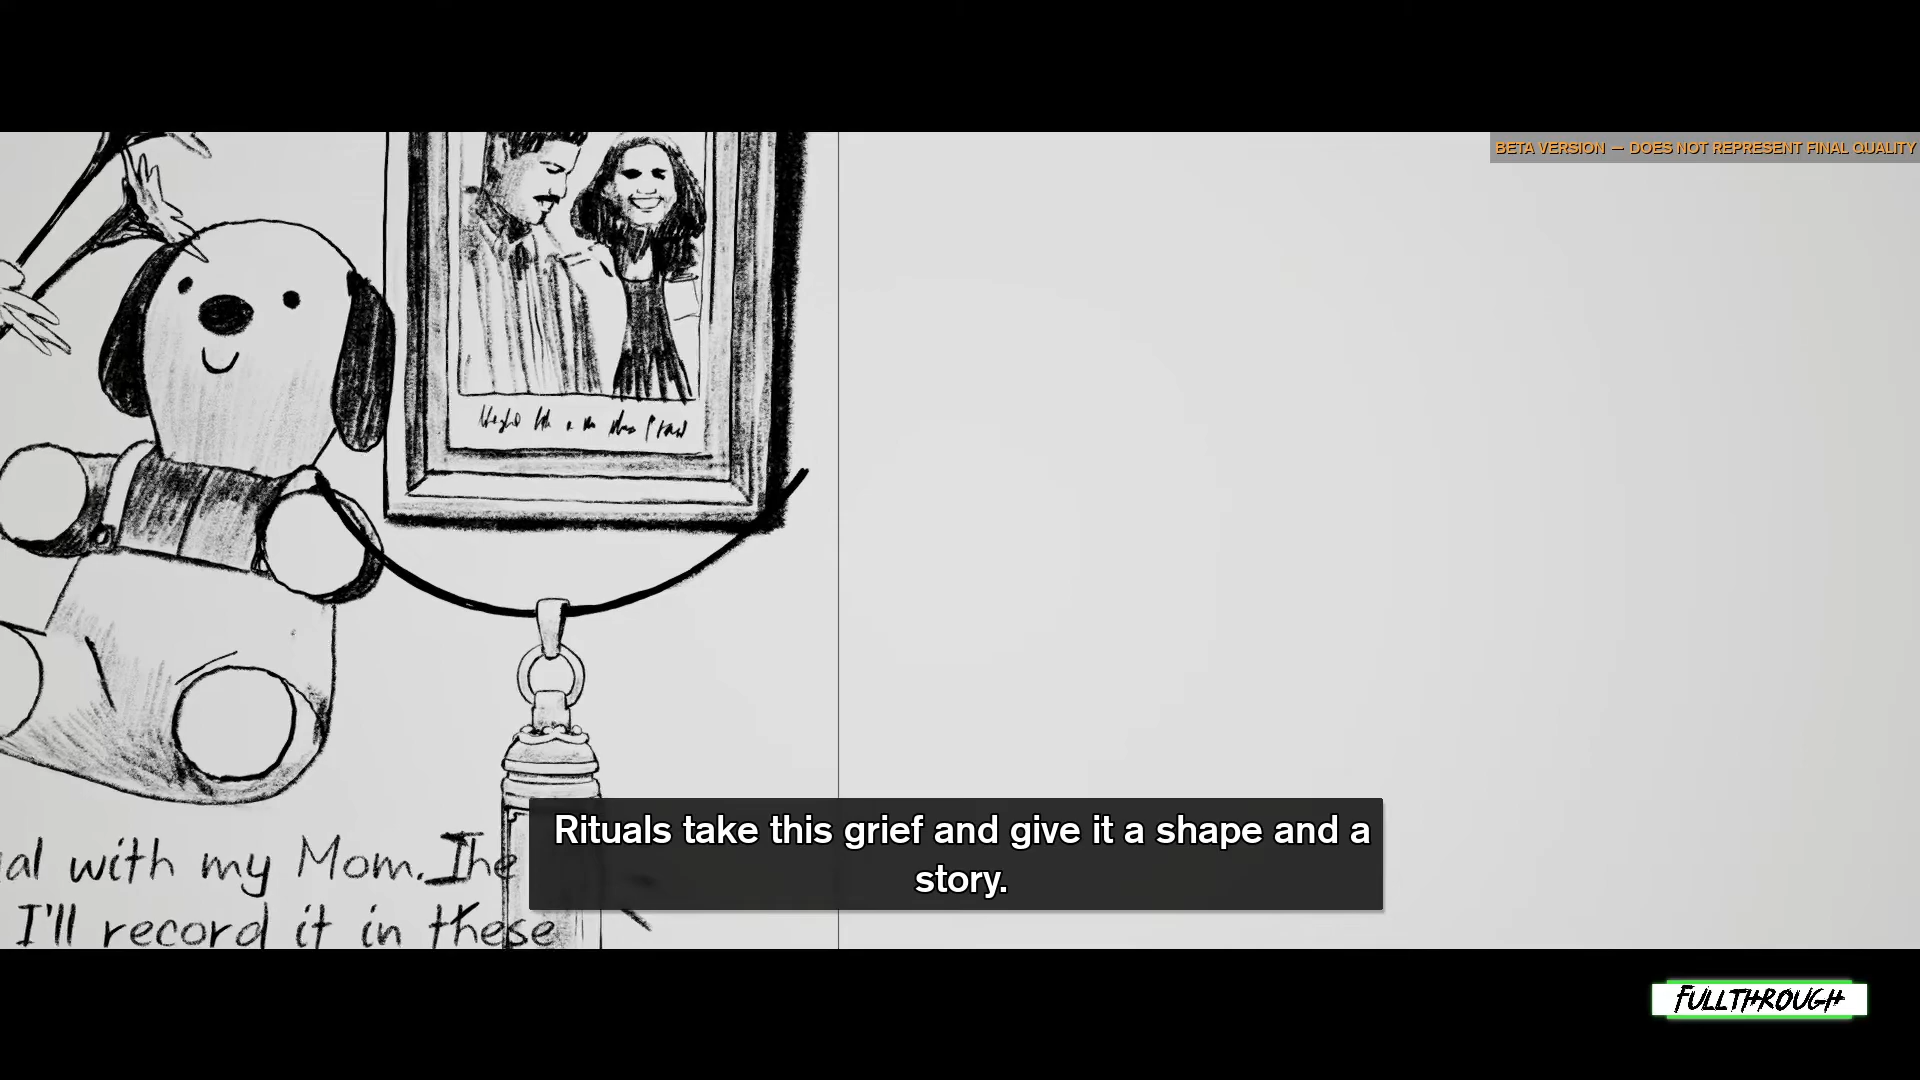 BETA VERSION — DOES NOT REPRESENT FINAL QUALITY
Rituals take this grief and give it a shape and a
story.
al with my Mom. The
I'll record it in these
FULLTHROUGH